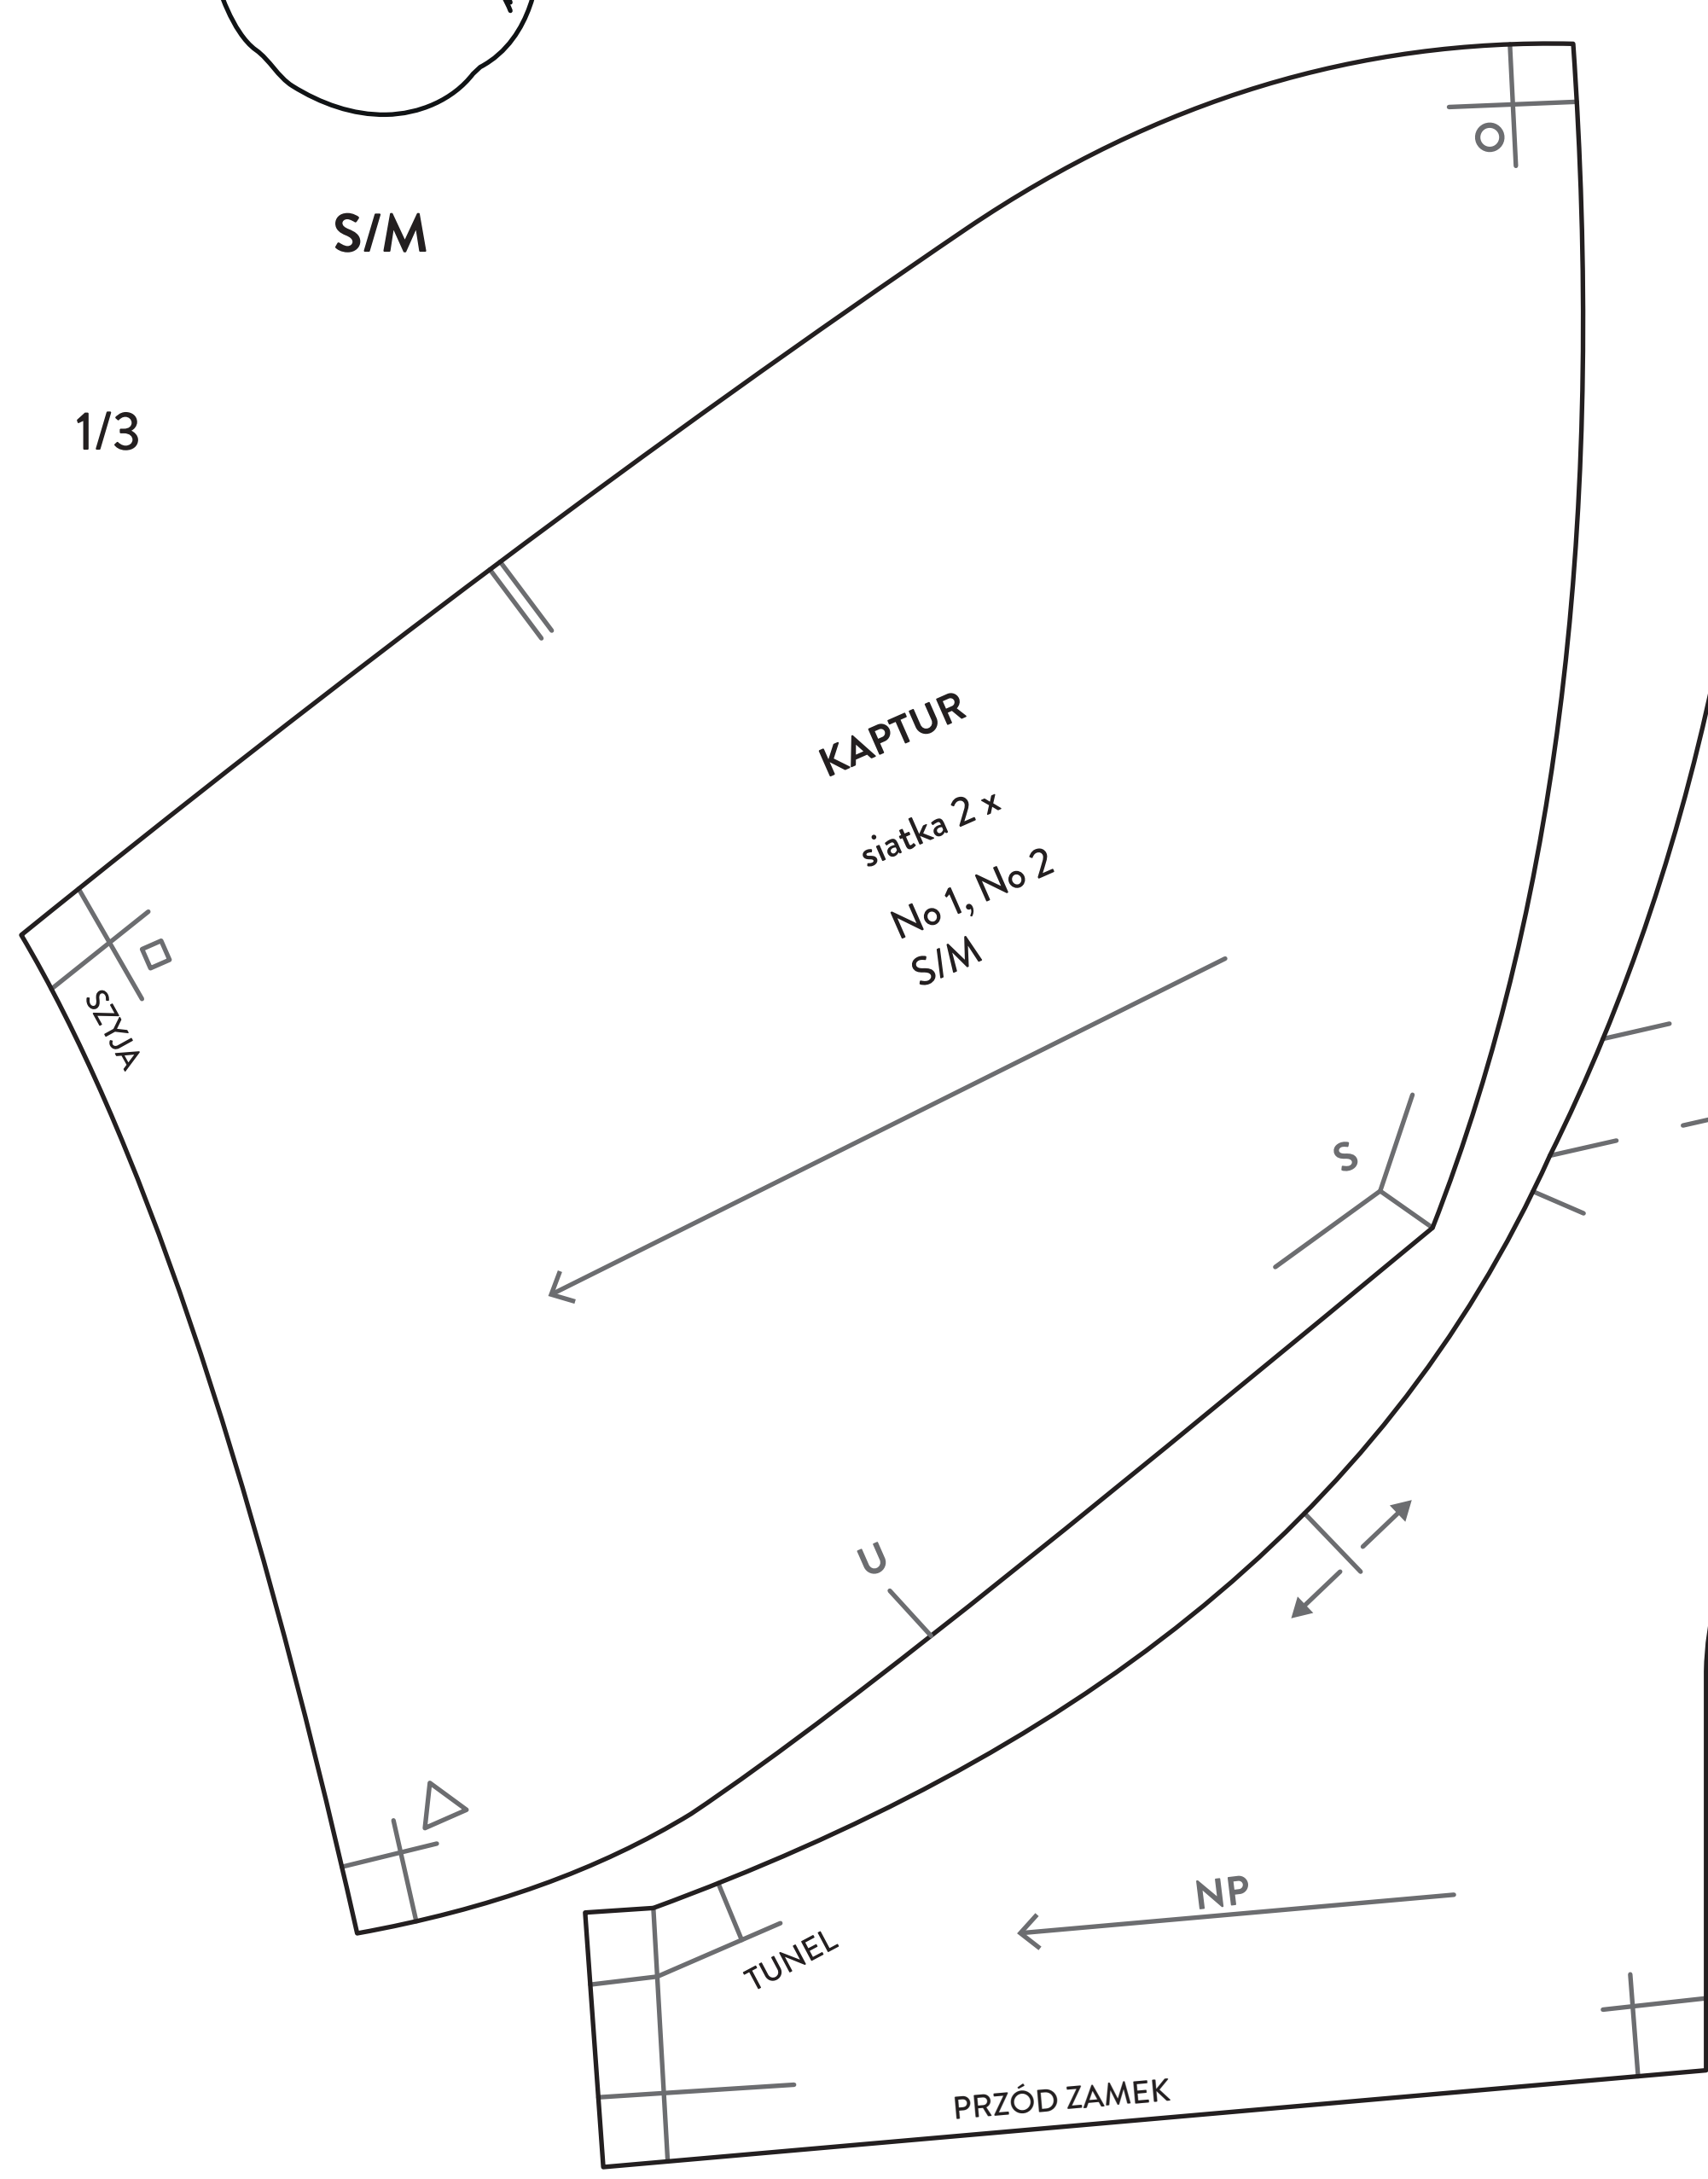 S/M
1/3
KAPTUR
siatka 2 x
No 1, No 2
S/M
SZYJA
S
U
NP
TUNEL
PRZÓD ZAMEK